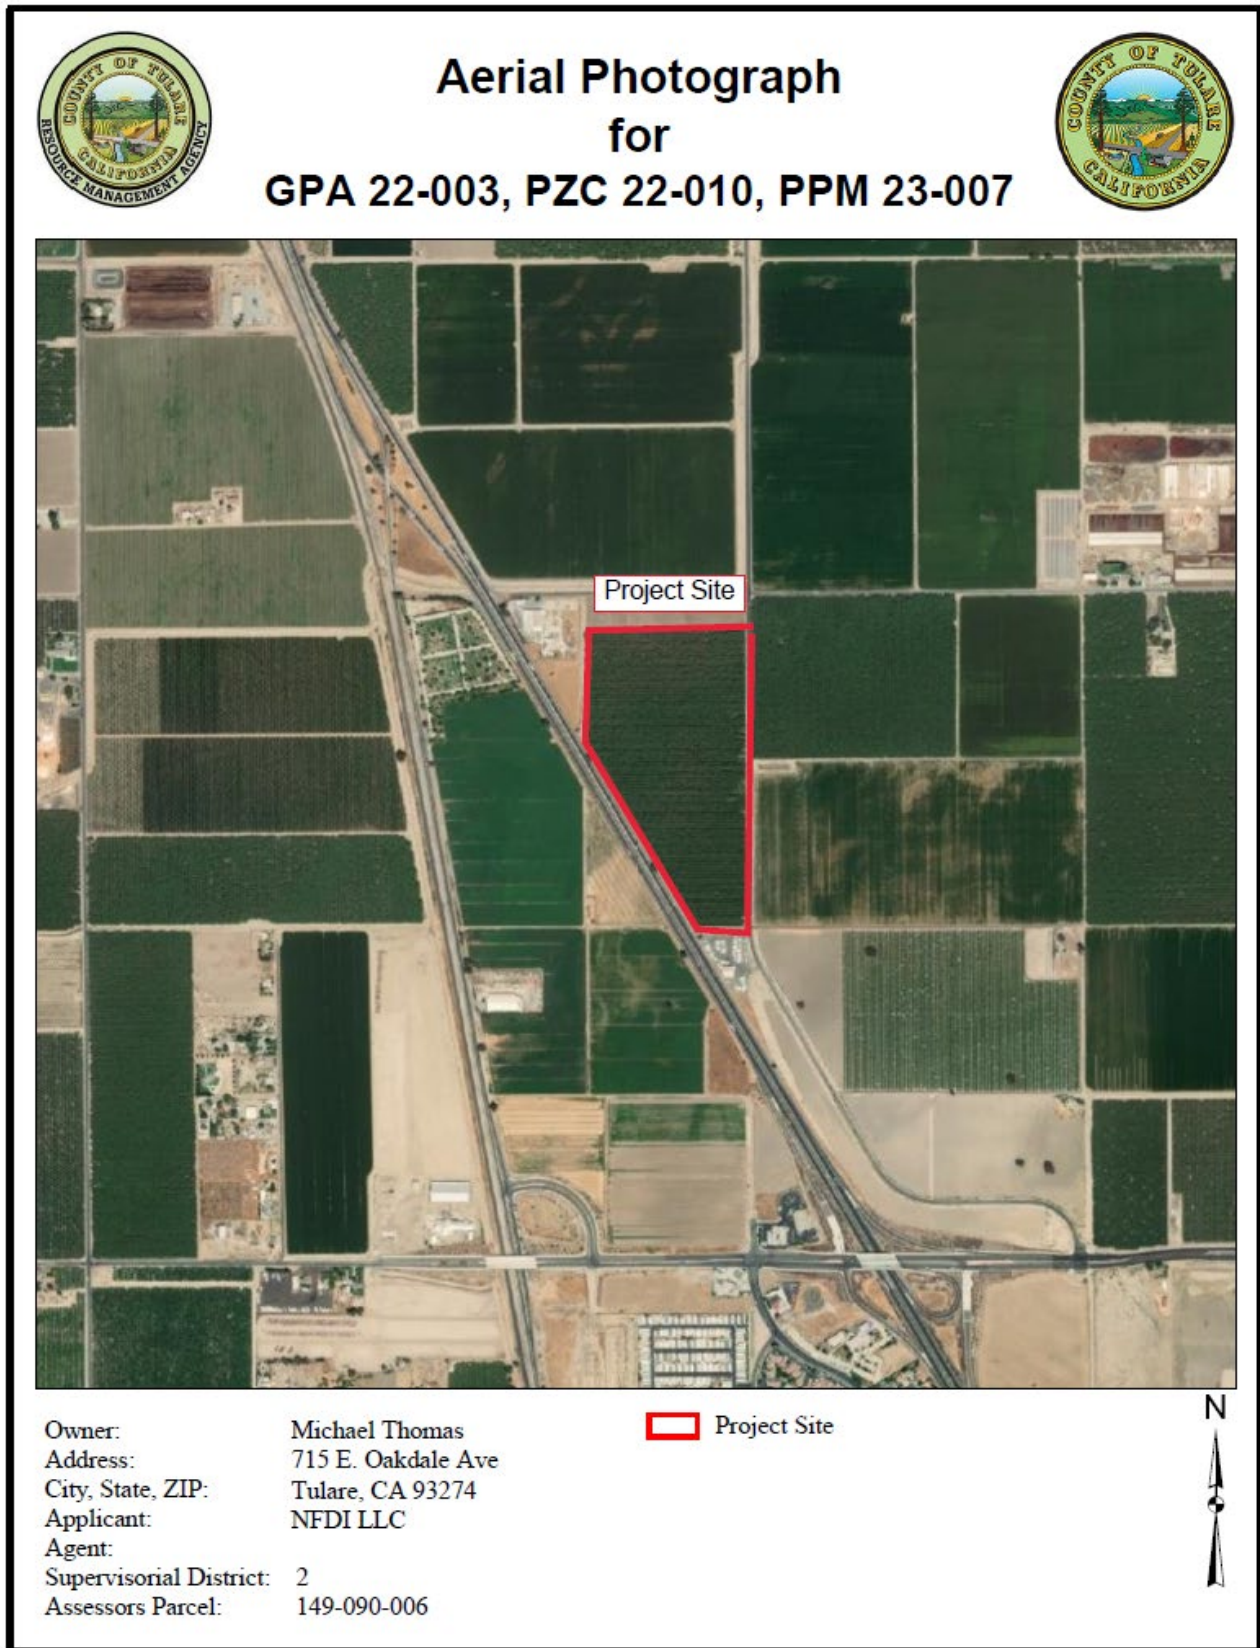 COUNTY OF TULARE
CALIFORNIA
RESOURCE MANAGEMENT AGENCY
Aerial Photograph
for
GPA 22-003, PZC 22-010, PPM 23-007
COUNTY OF TULARE
CALIFORNIA
Project Site
Owner: Michael Thomas
Address: 715 E. Oakdale Ave
City, State, ZIP: Tulare, CA 93274
Applicant: NFDI LLC
Agent:
Supervisorial District: 2
Assessors Parcel: 149-090-006
Project Site
N